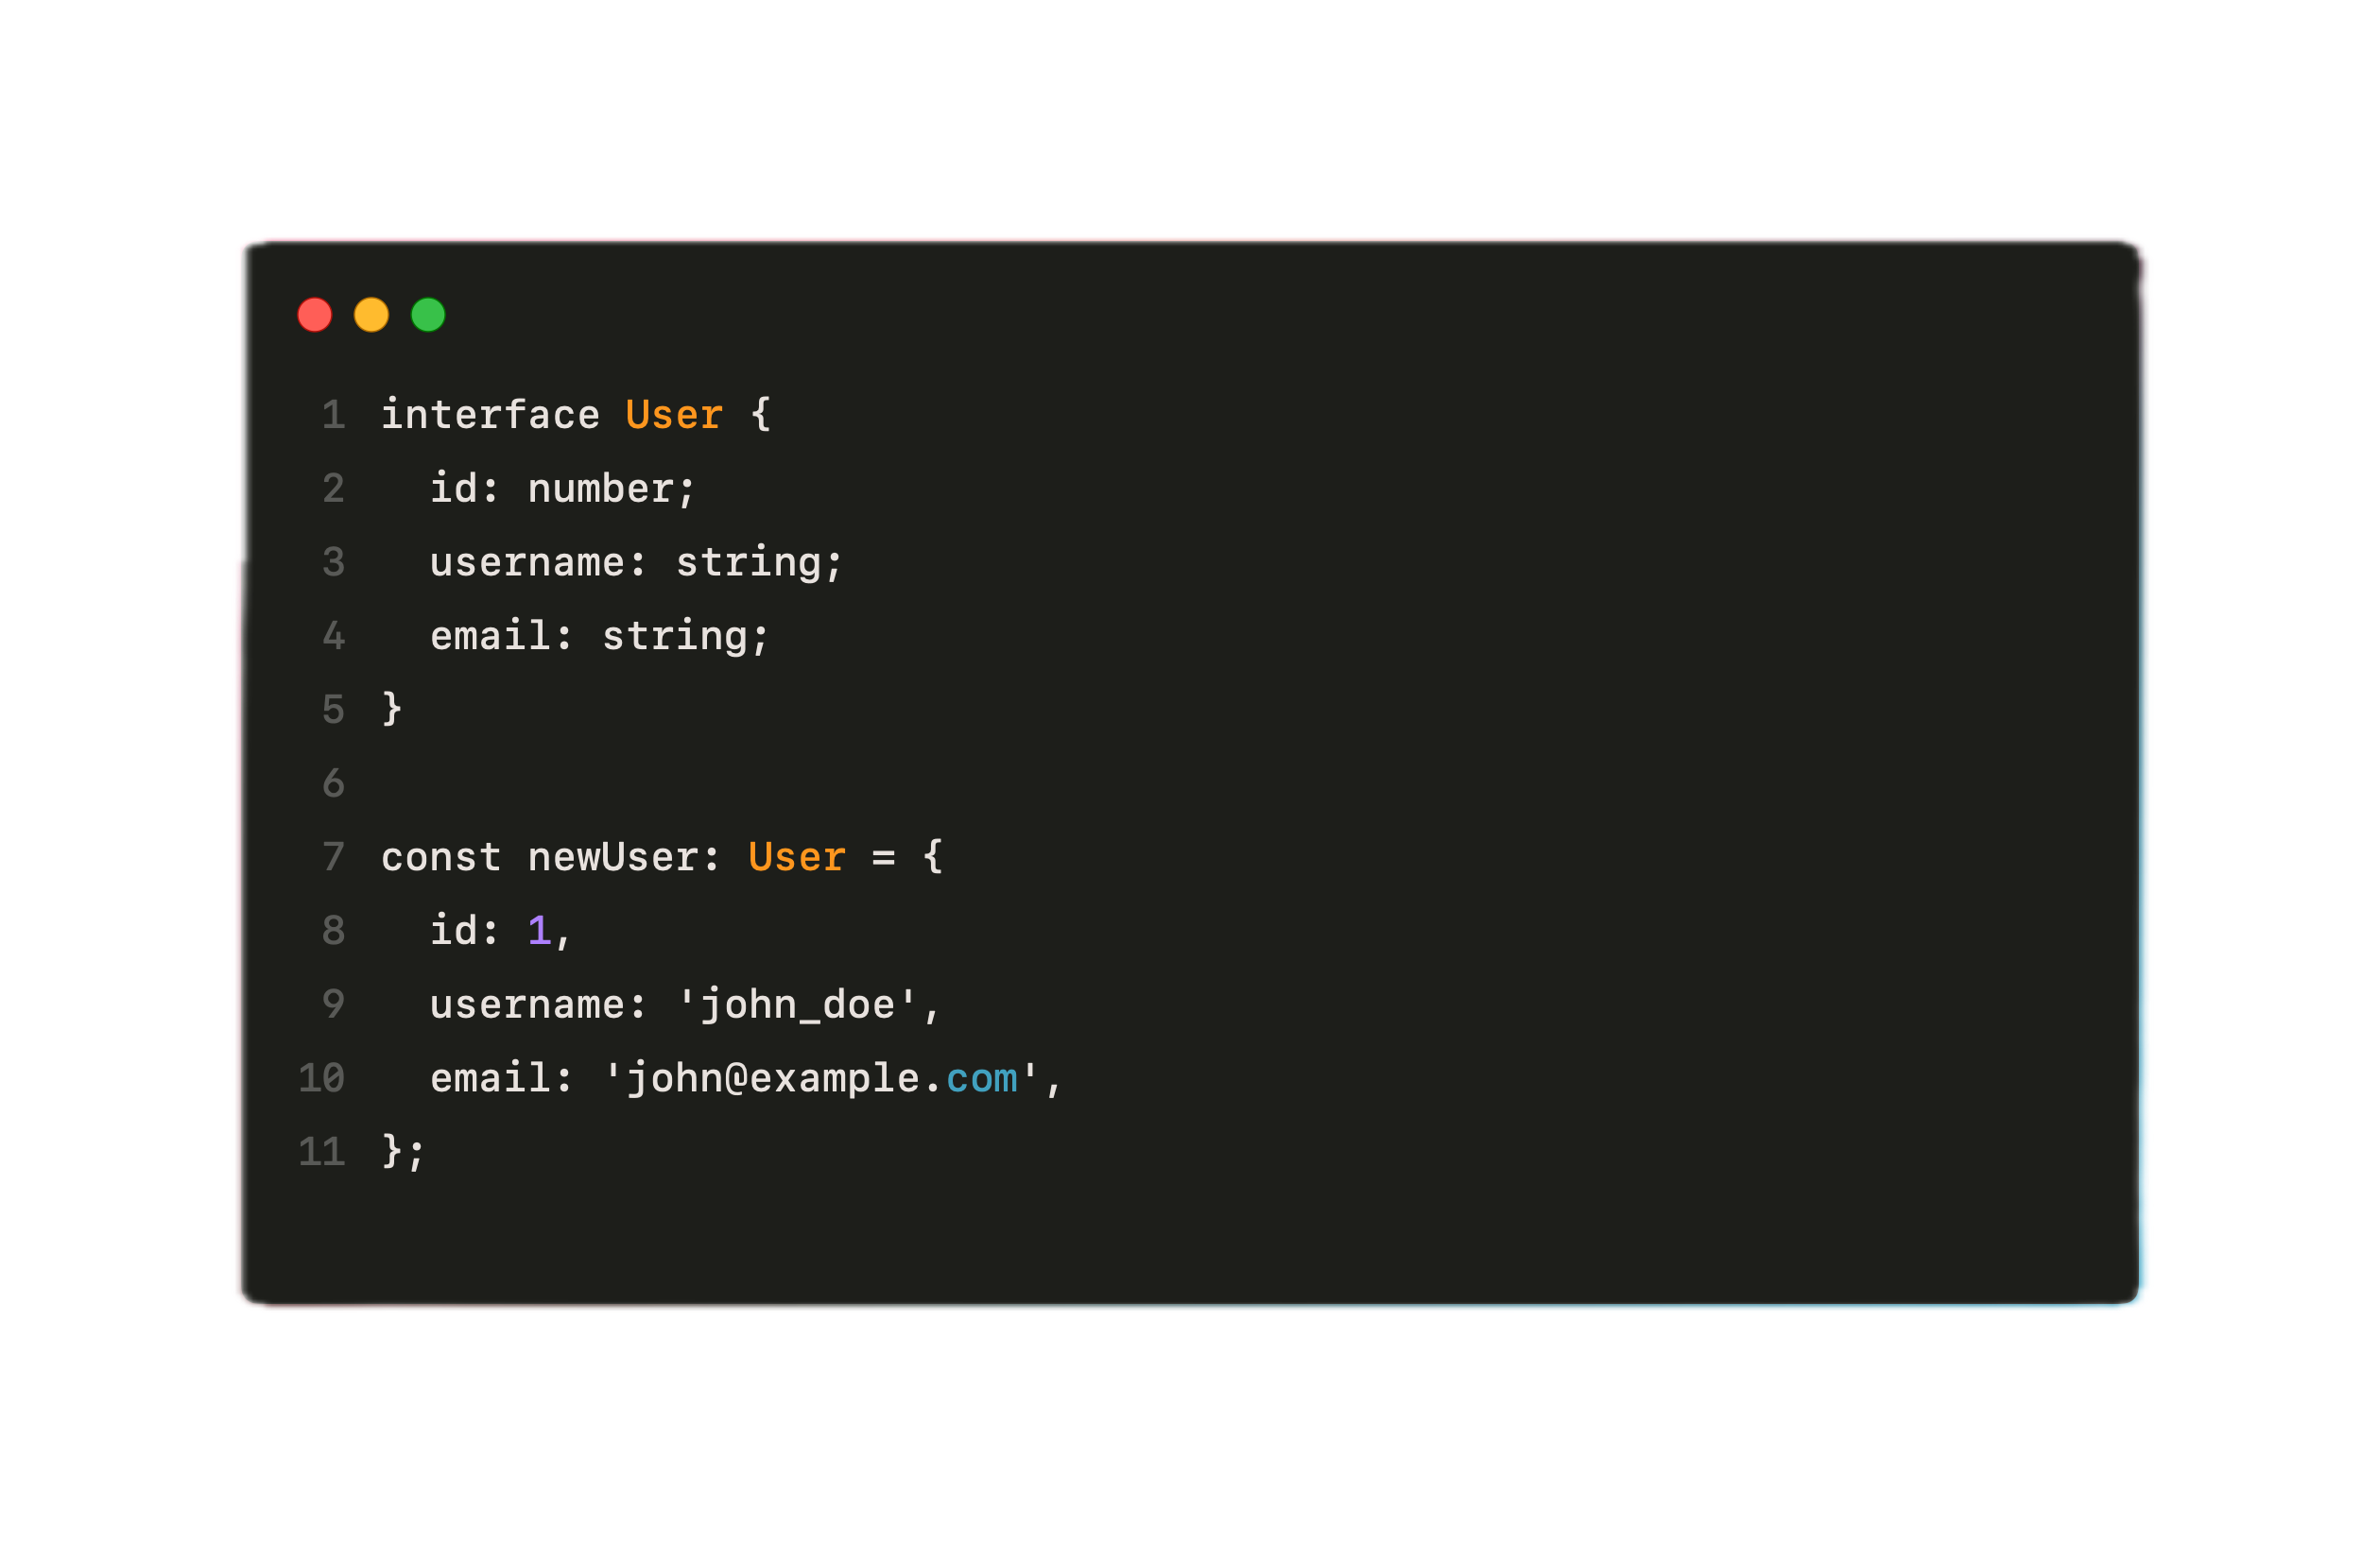 1 interface User {
2   id: number;
3   username: string;
4   email: string;
5 }
6
7 const newUser: User = {
8   id: 1,
9   username: 'john_doe',
10   email: 'john@example.com',
11 };